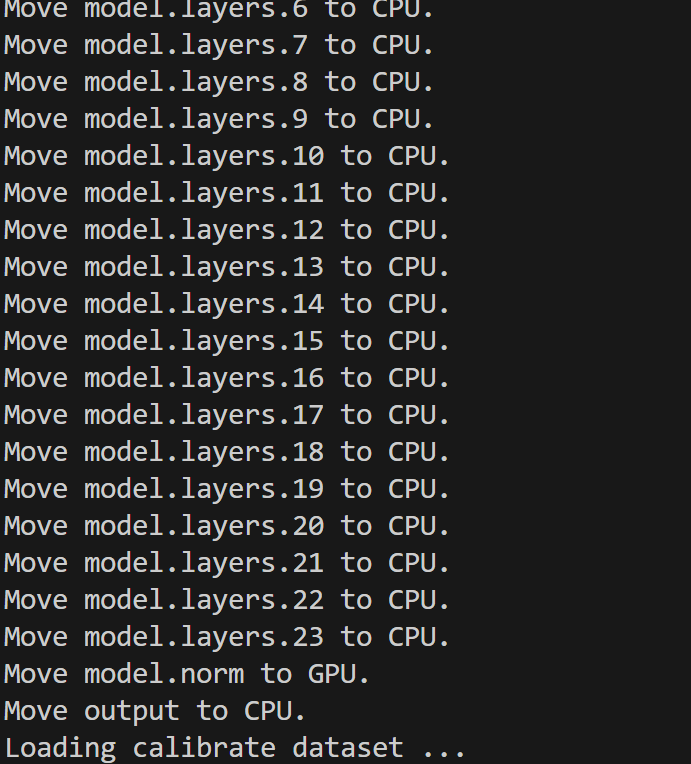 Move model.layers.6 to CPU.
Move model.layers.7 to CPU.
Move model.layers.8 to CPU.
Move model.layers.9 to CPU.
Move model.layers.10 to CPU.
Move model.layers.11 to CPU.
Move model.layers.12 to CPU.
Move model.layers.13 to CPU.
Move model.layers.14 to CPU.
Move model.layers.15 to CPU.
Move model.layers.16 to CPU.
Move model.layers.17 to CPU.
Move model.layers.18 to CPU.
Move model.layers.19 to CPU.
Move model.layers.20 to CPU.
Move model.layers.21 to CPU.
Move model.layers.22 to CPU.
Move model.layers.23 to CPU.
Move model.norm to GPU.
Move output to CPU.
Loading calibrate dataset ...